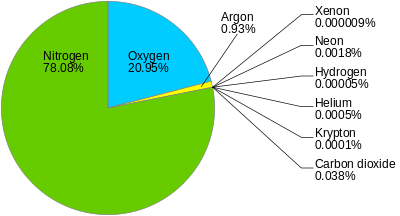 Nitrogen
78.08%
Oxygen
20.95%
Argon
0.93%
Xenon
0.000009%
Neon
0.0018%
Hydrogen
0.00005%
Helium
0.0005%
Krypton
0.0001%
Carbon dioxide
0.038%